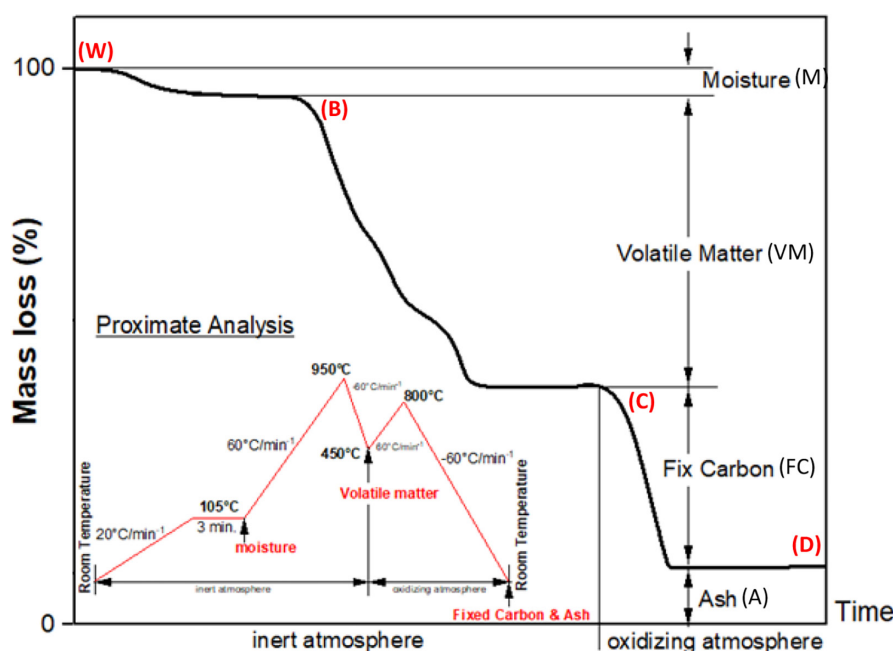 (W)
100
Moisture (M)
(B)
Volatile Matter (VM)
Mass loss (%)
Proximate Analysis
950°C
-60°C/min⁻¹
800°C
(C)
60°C/min⁻¹
450°C
60°C/min⁻¹
-60°C/min⁻¹
Fix Carbon (FC)
Volatile matter
Room Temperature
105°C
20°C/min⁻¹
3 min.
moisture
Room Temperature
(D)
inert atmosphere
oxidizing atmosphere
Fixed Carbon & Ash
Ash (A)
0
Time
inert atmosphere
oxidizing atmosphere